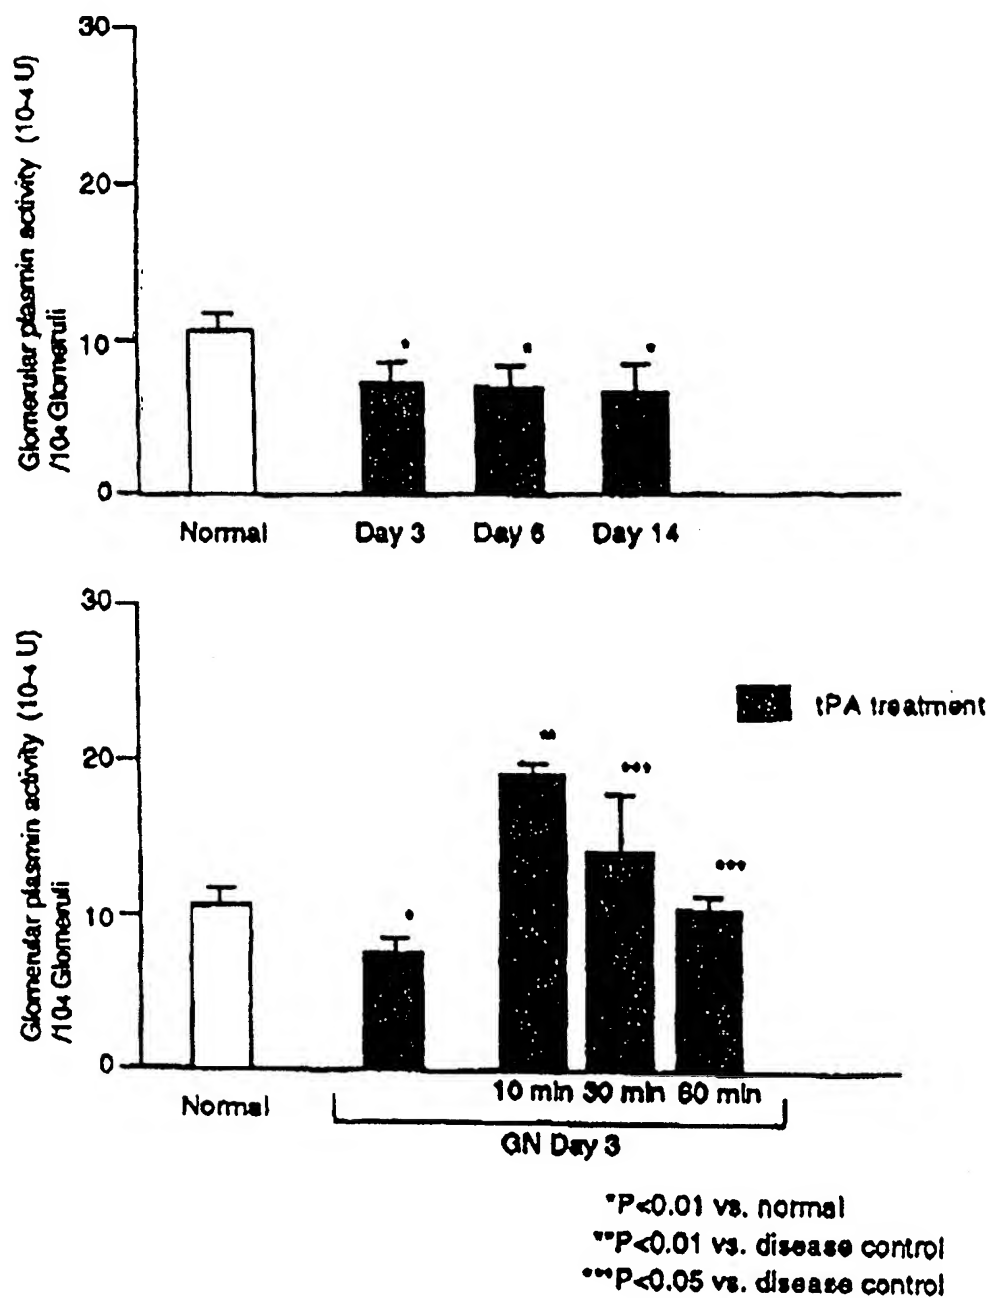 30
20
10
0
Glomerular plasmin activity (10-4 U)
/104 Glomeruli
*
*
*
Normal
Day 3
Day 6
Day 14
30
20
10
0
Glomerular plasmin activity (10-4 U)
/104 Glomeruli
tPA treatment
*
**
***
***
10 min 30 min 60 min
Normal
GN Day 3
*P<0.01 vs. normal
**P<0.01 vs. disease control
***P<0.05 vs. disease control